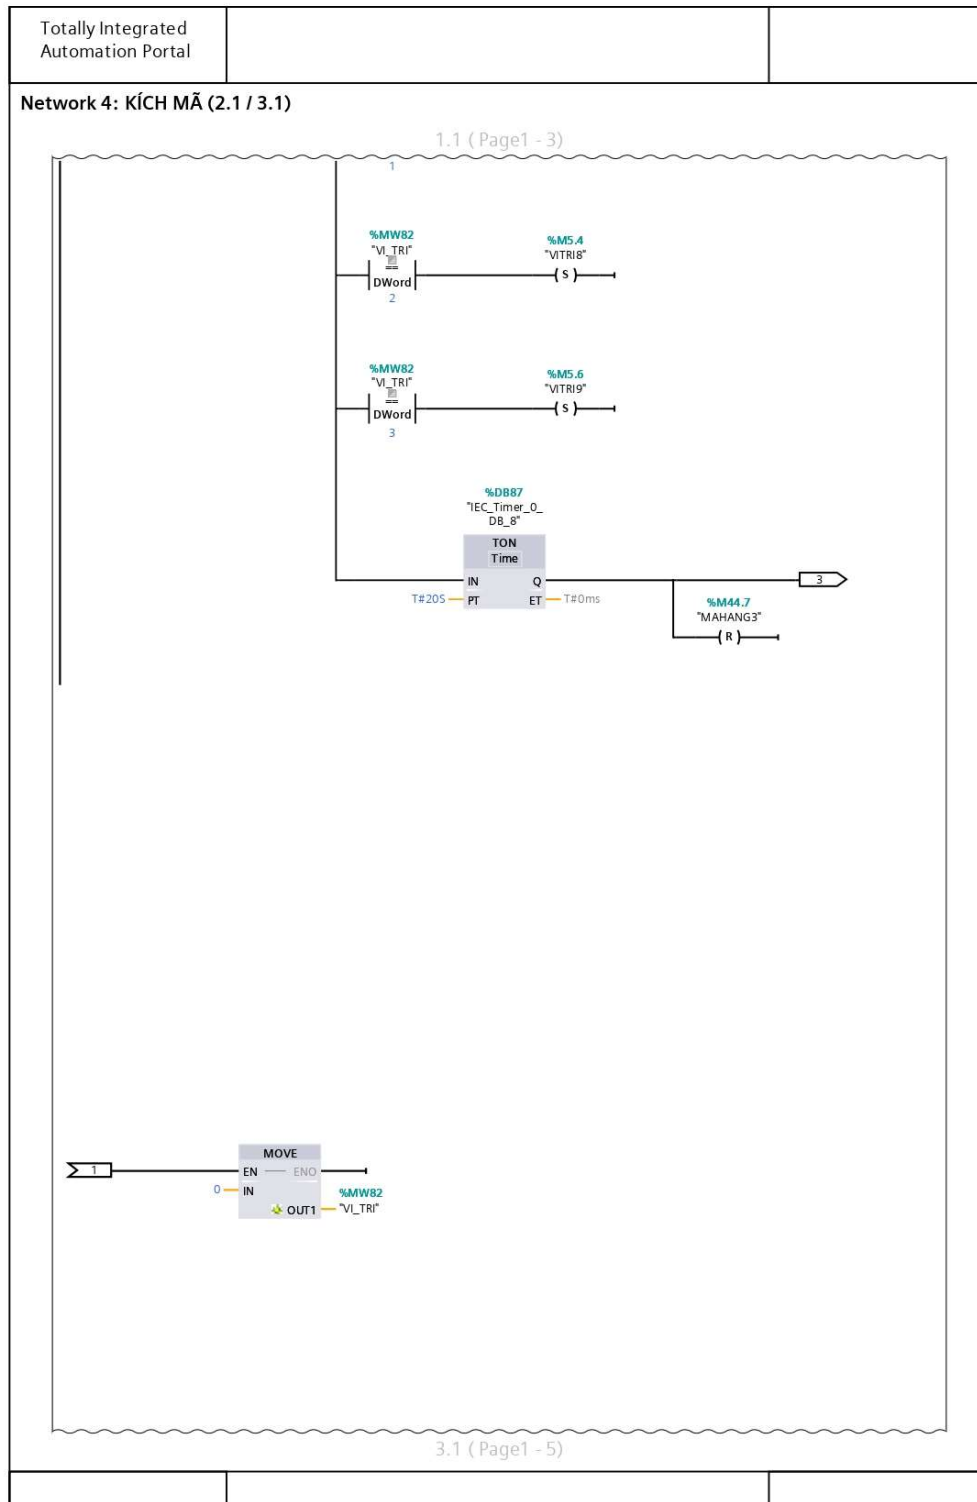 Totally Integrated
Automation Portal
Network 4: KÍCH MÃ (2.1 / 3.1)
1.1 ( Page1 - 3)
1
%MW82
"VI_TRI"
==
DWord
2
%M5.4
"VITRI8"
S
%MW82
"VI_TRI"
==
DWord
3
%M5.6
"VITRI9"
S
%DB87
"IEC_Timer_0_
DB_8"
TON
Time
IN Q
T#20S PT ET T#0ms
3
%M44.7
"MAHANG3"
R
1
MOVE
EN ENO
0 IN
%MW82
OUT1 "VI_TRI"
3.1 ( Page1 - 5)